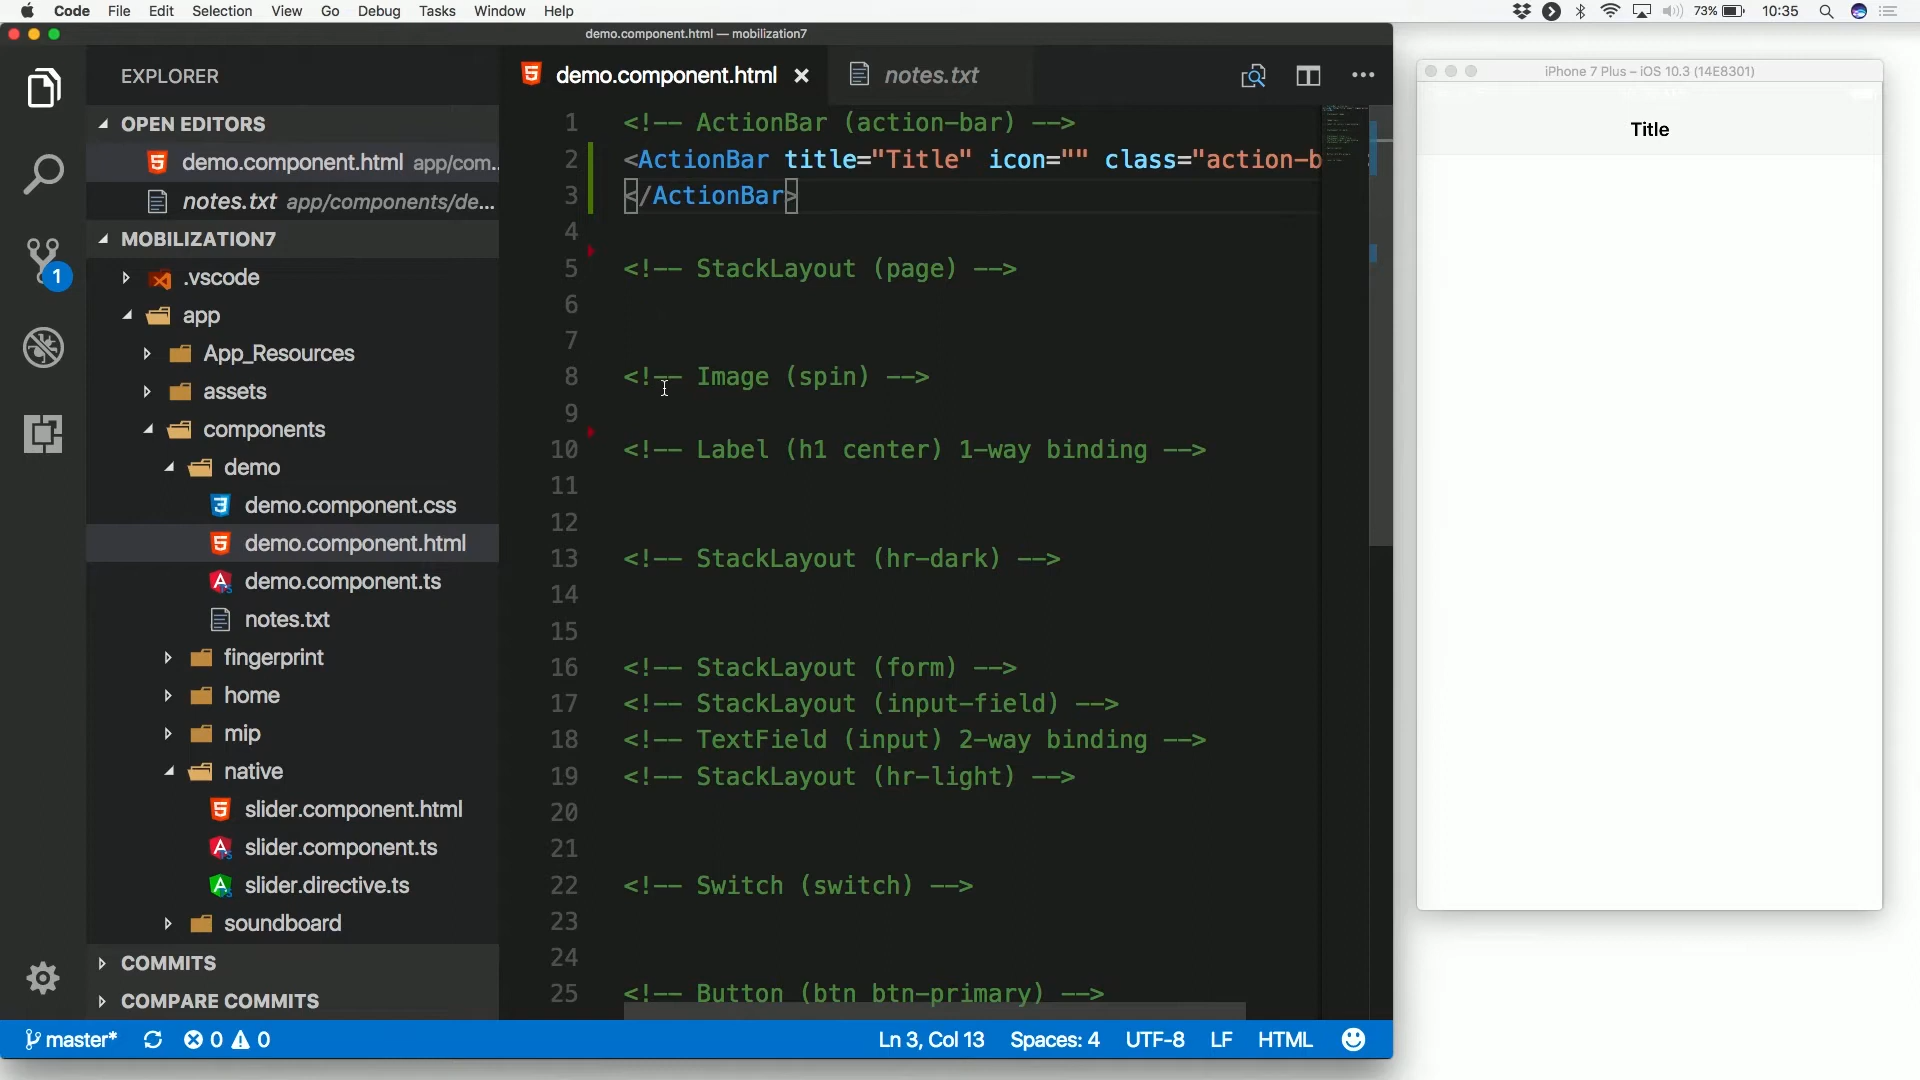 Code File Edit Selection View Go Debug Tasks Window Help
73% 10:35
demo.component.html — mobilization7
EXPLORER
OPEN EDITORS
demo.component.html app/com...
notes.txt app/components/de...
MOBILIZATION7
.vscode
app
App_Resources
assets
components
demo
demo.component.css
demo.component.html
demo.component.ts
notes.txt
fingerprint
home
mip
native
slider.component.html
slider.component.ts
slider.directive.ts
soundboard
COMMITS
COMPARE COMMITS
1
demo.component.html notes.txt
1 <!-- ActionBar (action-bar) -->
2 <ActionBar title="Title" icon="" class="action-b
3 </ActionBar>
4
5 <!-- StackLayout (page) -->
6
7
8 <!-- Image (spin) -->
9
10 <!-- Label (h1 center) 1-way binding -->
11
12
13 <!-- StackLayout (hr-dark) -->
14
15
16 <!-- StackLayout (form) -->
17 <!-- StackLayout (input-field) -->
18 <!-- TextField (input) 2-way binding -->
19 <!-- StackLayout (hr-light) -->
20
21
22 <!-- Switch (switch) -->
23
24
25 <!-- Button (btn btn-primary) -->
master* 0 0 Ln 3, Col 13 Spaces: 4 UTF-8 LF HTML
iPhone 7 Plus – iOS 10.3 (14E8301)
Title